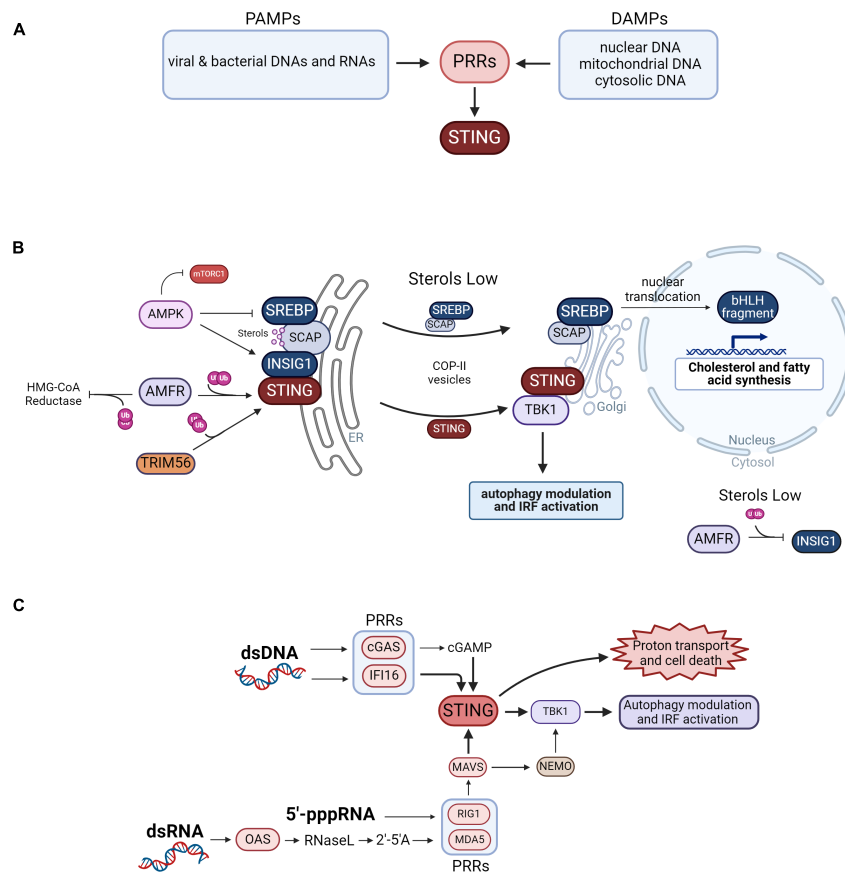 A
PAMPs
viral & bacterial DNAs and RNAs
PRRs
DAMPs
nuclear DNA
mitochondrial DNA
cytosolic DNA
STING
B
mTORC1
AMPK
SREBP
Sterols
SCAP
INSIG1
STING
HMG-CoA
Reductase
AMFR
Ub
Ub
Ub
TRIM56
ER
Sterols Low
SREBP
SCAP
COP-II
vesicles
STING
SREBP
SCAP
STING
TBK1
Golgi
autophagy modulation
and IRF activation
nuclear
translocation
bHLH
fragment
Cholesterol and fatty
acid synthesis
Nucleus
Cytosol
Sterols Low
Ub
AMFR
INSIG1
C
PRRs
dsDNA
cGAS
cGAMP
IFI16
STING
Proton transport
and cell death
TBK1
Autophagy modulation
and IRF activation
MAVS
NEMO
5'-pppRNA
RIG1
dsRNA
OAS
RNaseL
2'-5'A
MDA5
PRRs